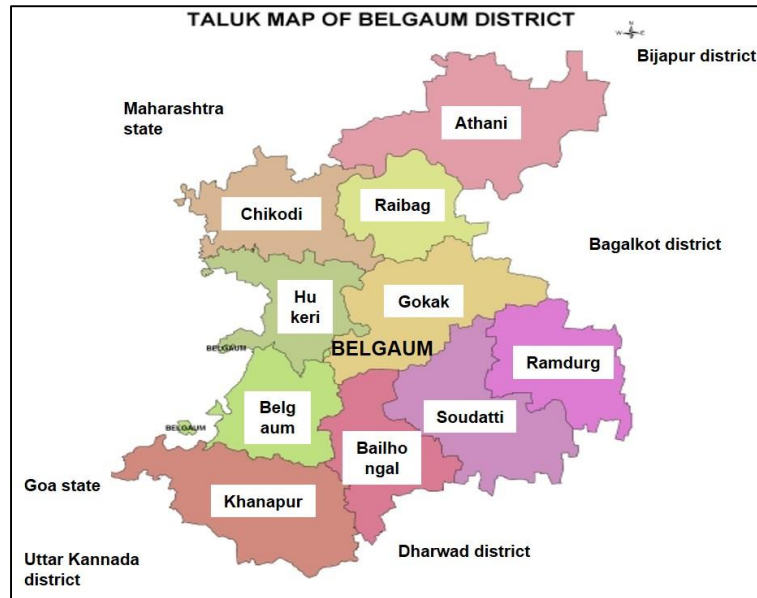 TALUK MAP OF BELGAUM DISTRICT
N
W E
S
Bijapur district
Maharashtra
state
Athani
Chikodi
Raibag
Bagalkot district
Hu
keri
Gokak
BELGAUM
BELGAUM
Ramdurg
Belg
aum
Soudatti
BELGAUM
Bailho
ngal
Goa state
Khanapur
Uttar Kannada
district
Dharwad district